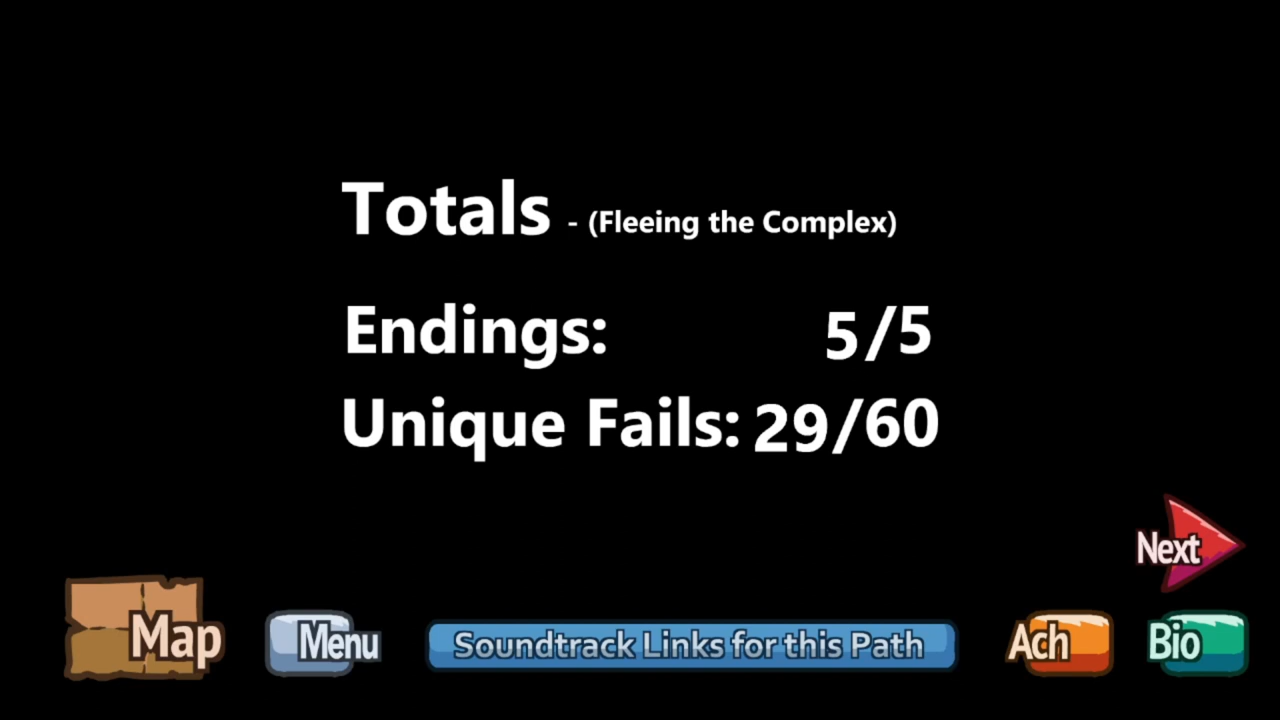 Totals - (Fleeing the Complex)
Endings: 5/5
Unique Fails: 29/60
Next
Map
Menu
Soundtrack Links for this Path
Ach
Bio